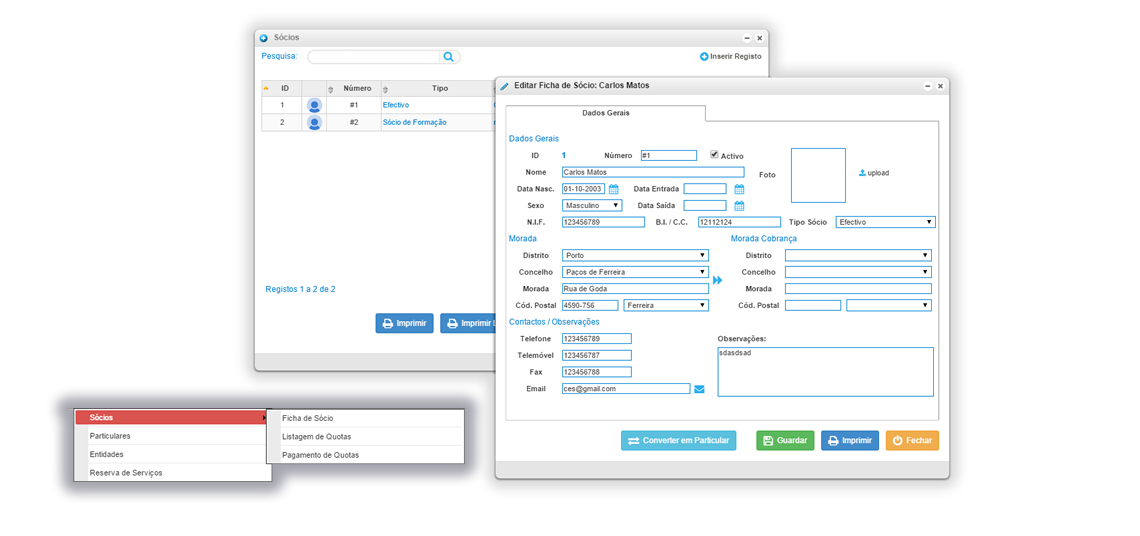 Sócios
Pesquisa:
Inserir Registo
ID Número Tipo
1 #1 Efectivo
2 #2 Sócio de Formação
Registos 1 a 2 de 2
Imprimir Imprimir
Editar Ficha de Sócio: Carlos Matos
Dados Gerais
Dados Gerais
ID 1 Número #1 Activo
Nome Carlos Matos Foto upload
Data Nasc. 01-10-2003 Data Entrada
Sexo Masculino Data Saída
N.I.F. 123456789 B.I. / C.C. 12112124 Tipo Sócio Efectivo
Morada Morada Cobrança
Distrito Porto Distrito
Concelho Paços de Ferreira Concelho
Morada Rua de Goda Morada
Cód. Postal 4590-756 Ferreira Cód. Postal
Contactos / Observações
Telefone 123456789 Observações:
Telemóvel 123456787 sdasdsad
Fax 123456788
Email ces@gmail.com
Converter em Particular Guardar Imprimir Fechar
Sócios Ficha de Sócio
Particulares Listagem de Quotas
Entidades Pagamento de Quotas
Reserva de Serviços